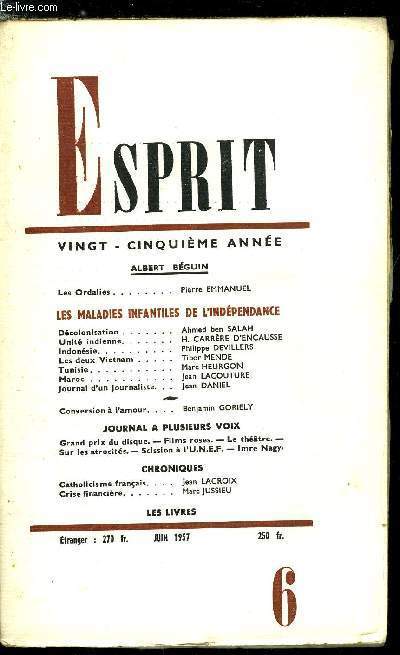 Le-livre.com
ESPRIT
VINGT - CINQUIÈME ANNÉE
ALBERT BÉGUIN
Les Ordalies . . . . . . . . Pierre EMMANUEL
LES MALADIES INFANTILES DE L'INDÉPENDANCE
Décolonisation . . . . . . . Ahmed ben SALAH
Unité indienne . . . . . . . H. CARRÈRE D'ENCAUSSE
Indonésie . . . . . . . . . . Philippe DEVILLERS
Les deux Vietnam . . . . . Tibor MENDE
Tunisie . . . . . . . . . . . Marc HEURGON
Maroc . . . . . . . . . . . . Jean LACOUTURE
Journal d'un journaliste . . Jean DANIEL
Conversion à l'amour . . . . Benjamin GORIELY
JOURNAL A PLUSIEURS VOIX
Grand prix du disque. — Films roses. — Le théâtre. —
Sur les atrocités. — Scission à l'U.N.E.F. — Imre Nagy
CHRONIQUES
Catholicisme français . . . . Jean LACROIX
Crise financière . . . . . . . Marc JUSSIEU
LES LIVRES
Étranger : 270 fr. JUIN 1957 250 fr.
6